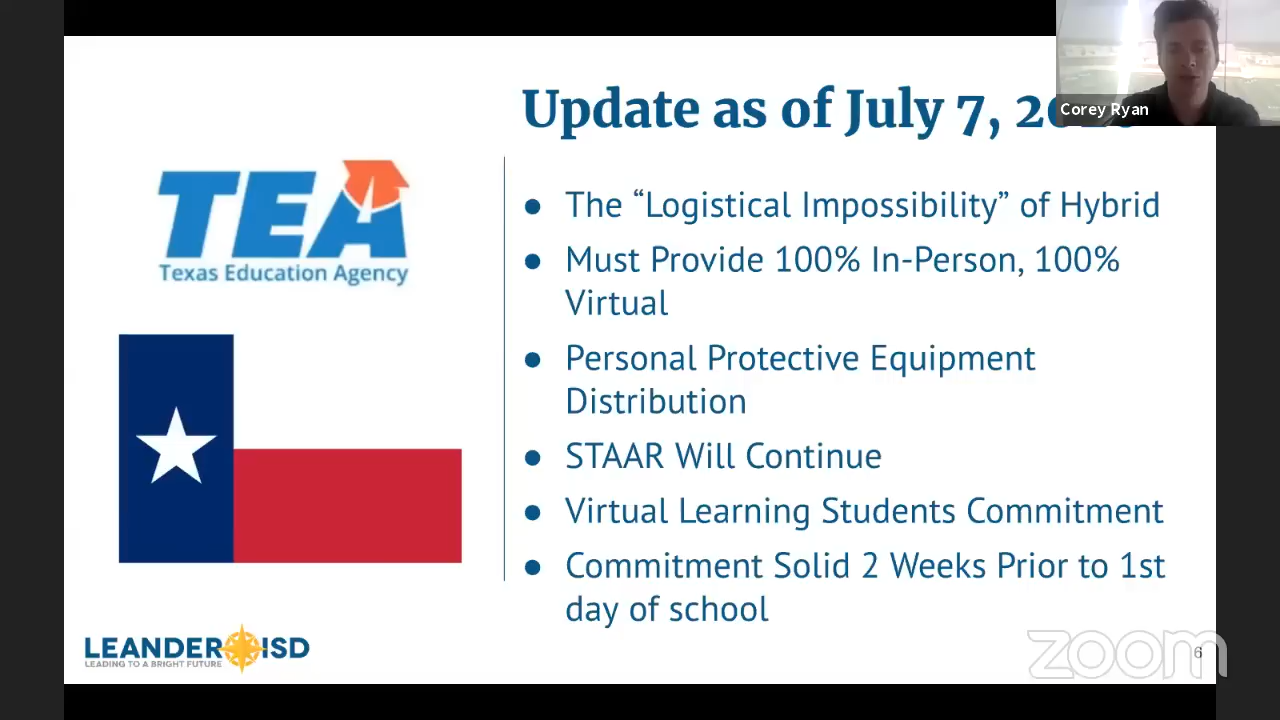 Update as of July 7,
Corey Ryan
TEA
Texas Education Agency
● The “Logistical Impossibility” of Hybrid
● Must Provide 100% In-Person, 100%
Virtual
● Personal Protective Equipment
Distribution
● STAAR Will Continue
● Virtual Learning Students Commitment
● Commitment Solid 2 Weeks Prior to 1st
day of school
LEANDER ISD
LEADING TO A BRIGHT FUTURE
zoom
6